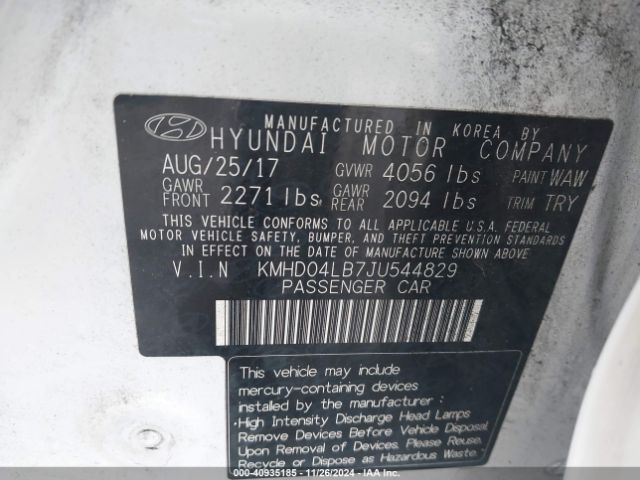 MANUFACTURED IN KOREA BY
HYUNDAI MOTOR COMPANY
AUG/25/17 GVWR 4056 lbs PAINT WAW
GAWR FRONT 2271 lbs GAWR REAR 2094 lbs TRIM TRY
THIS VEHICLE CONFORMS TO ALL APPLICABLE U.S.A. FEDERAL
MOTOR VEHICLE SAFETY, BUMPER, AND THEFT PREVENTION STANDARDS
IN EFFECT ON THE DATE OF MANUFACTURE SHOWN ABOVE.
V.I.N KMHD04LB7JU544829
PASSENGER CAR
This vehicle may include
mercury-containing devices
installed by the manufacturer :
·High Intensity Discharge Head Lamps
Remove Devices Before Vehicle Disposal.
Upon Removal of Devices, Please Reuse,
Recycle or Dispose as Hazardous Waste.
40935185 - 11/26/2024 - IAA Inc.